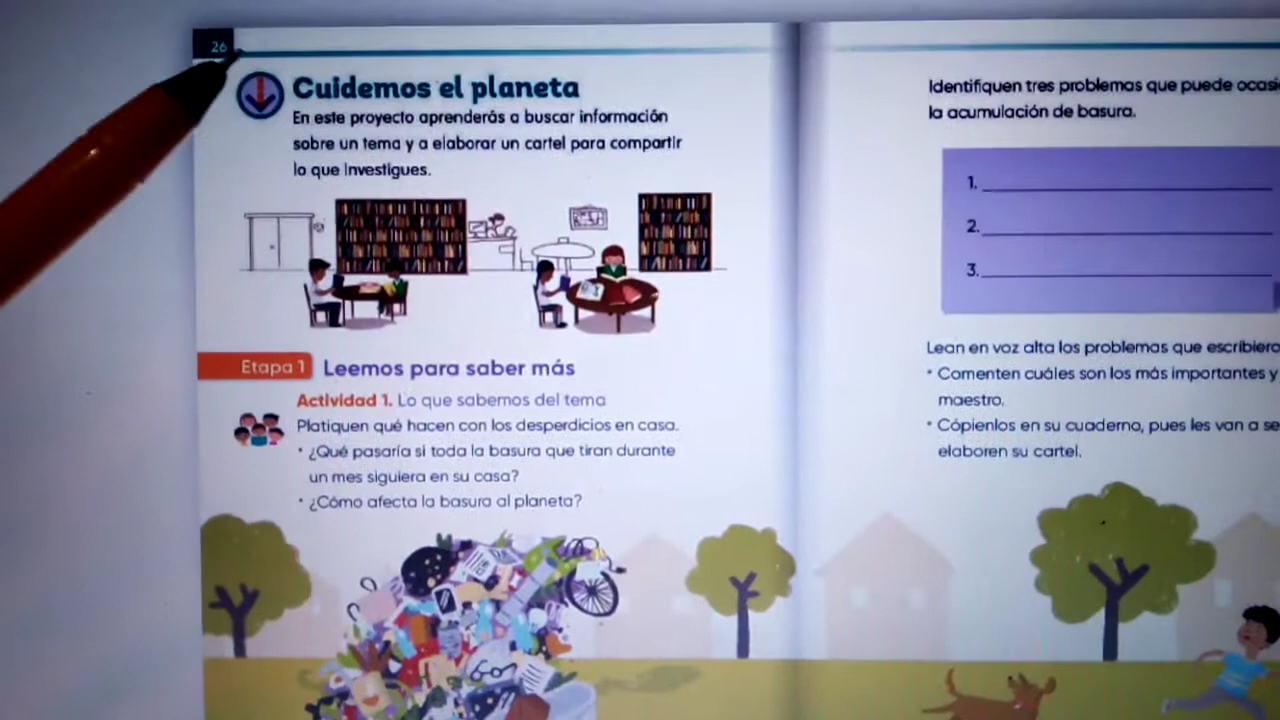 26
Cuidemos el planeta
En este proyecto aprenderás a buscar información
sobre un tema y a elaborar un cartel para compartir
lo que investigues.
Etapa 1 Leemos para saber más
Actividad 1. Lo que sabemos del tema
Platiquen qué hacen con los desperdicios en casa.
• ¿Qué pasaría si toda la basura que tiran durante
un mes siguiera en su casa?
• ¿Cómo afecta la basura al planeta?
Identifiquen tres problemas que puede ocasi
la acumulación de basura.
1.
2.
3.
Lean en voz alta los problemas que escribiero
• Comenten cuáles son los más importantes y
maestro.
• Cópienlos en su cuaderno, pues les van a se
elaboren su cartel.